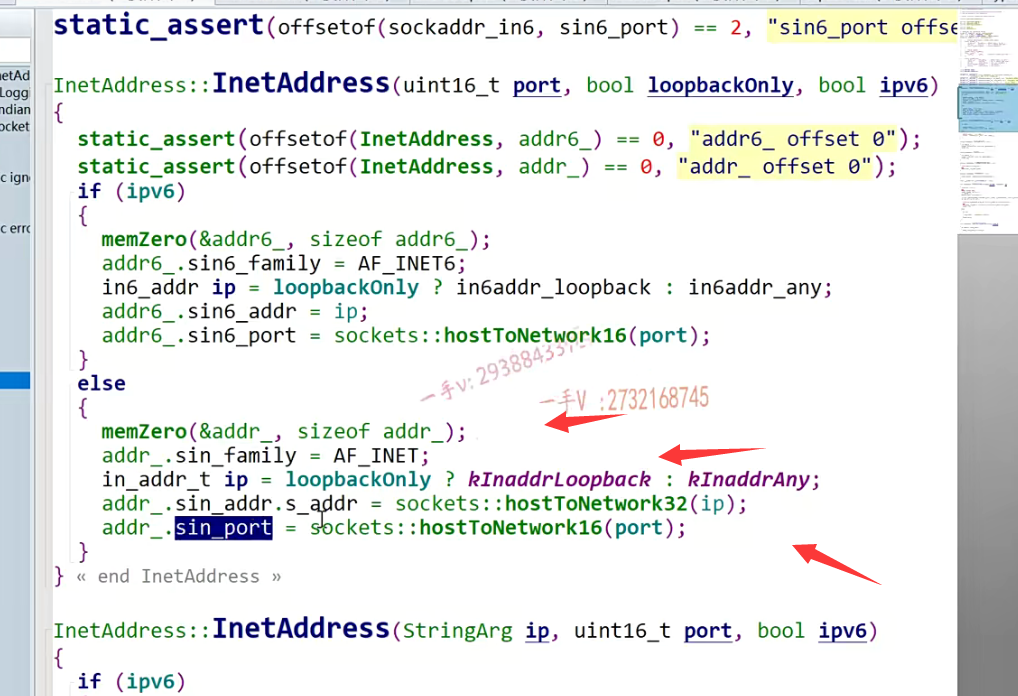 static_assert(offsetof(sockaddr_in6, sin6_port) == 2, "sin6_port offse
InetAddress::InetAddress(uint16_t port, bool loopbackOnly, bool ipv6)
{
static_assert(offsetof(InetAddress, addr6_) == 0, "addr6_ offset 0");
static_assert(offsetof(InetAddress, addr_) == 0, "addr_ offset 0");
if (ipv6)
{
memZero(&addr6_, sizeof addr6_);
addr6_.sin6_family = AF_INET6;
in6_addr ip = loopbackOnly ? in6addr_loopback : in6addr_any;
addr6_.sin6_addr = ip;
addr6_.sin6_port = sockets::hostToNetwork16(port);
}
else
{
一手V :2732168745
memZero(&addr_, sizeof addr_);
addr_.sin_family = AF_INET;
in_addr_t ip = loopbackOnly ? kInaddrLoopback : kInaddrAny;
addr_.sin_addr.s_addr = sockets::hostToNetwork32(ip);
addr_.sin_port = sockets::hostToNetwork16(port);
}
} « end InetAddress »
InetAddress::InetAddress(StringArg ip, uint16_t port, bool ipv6)
{
if (ipv6)
netAd
Loggi
ndian
ocket
c ign
c erro